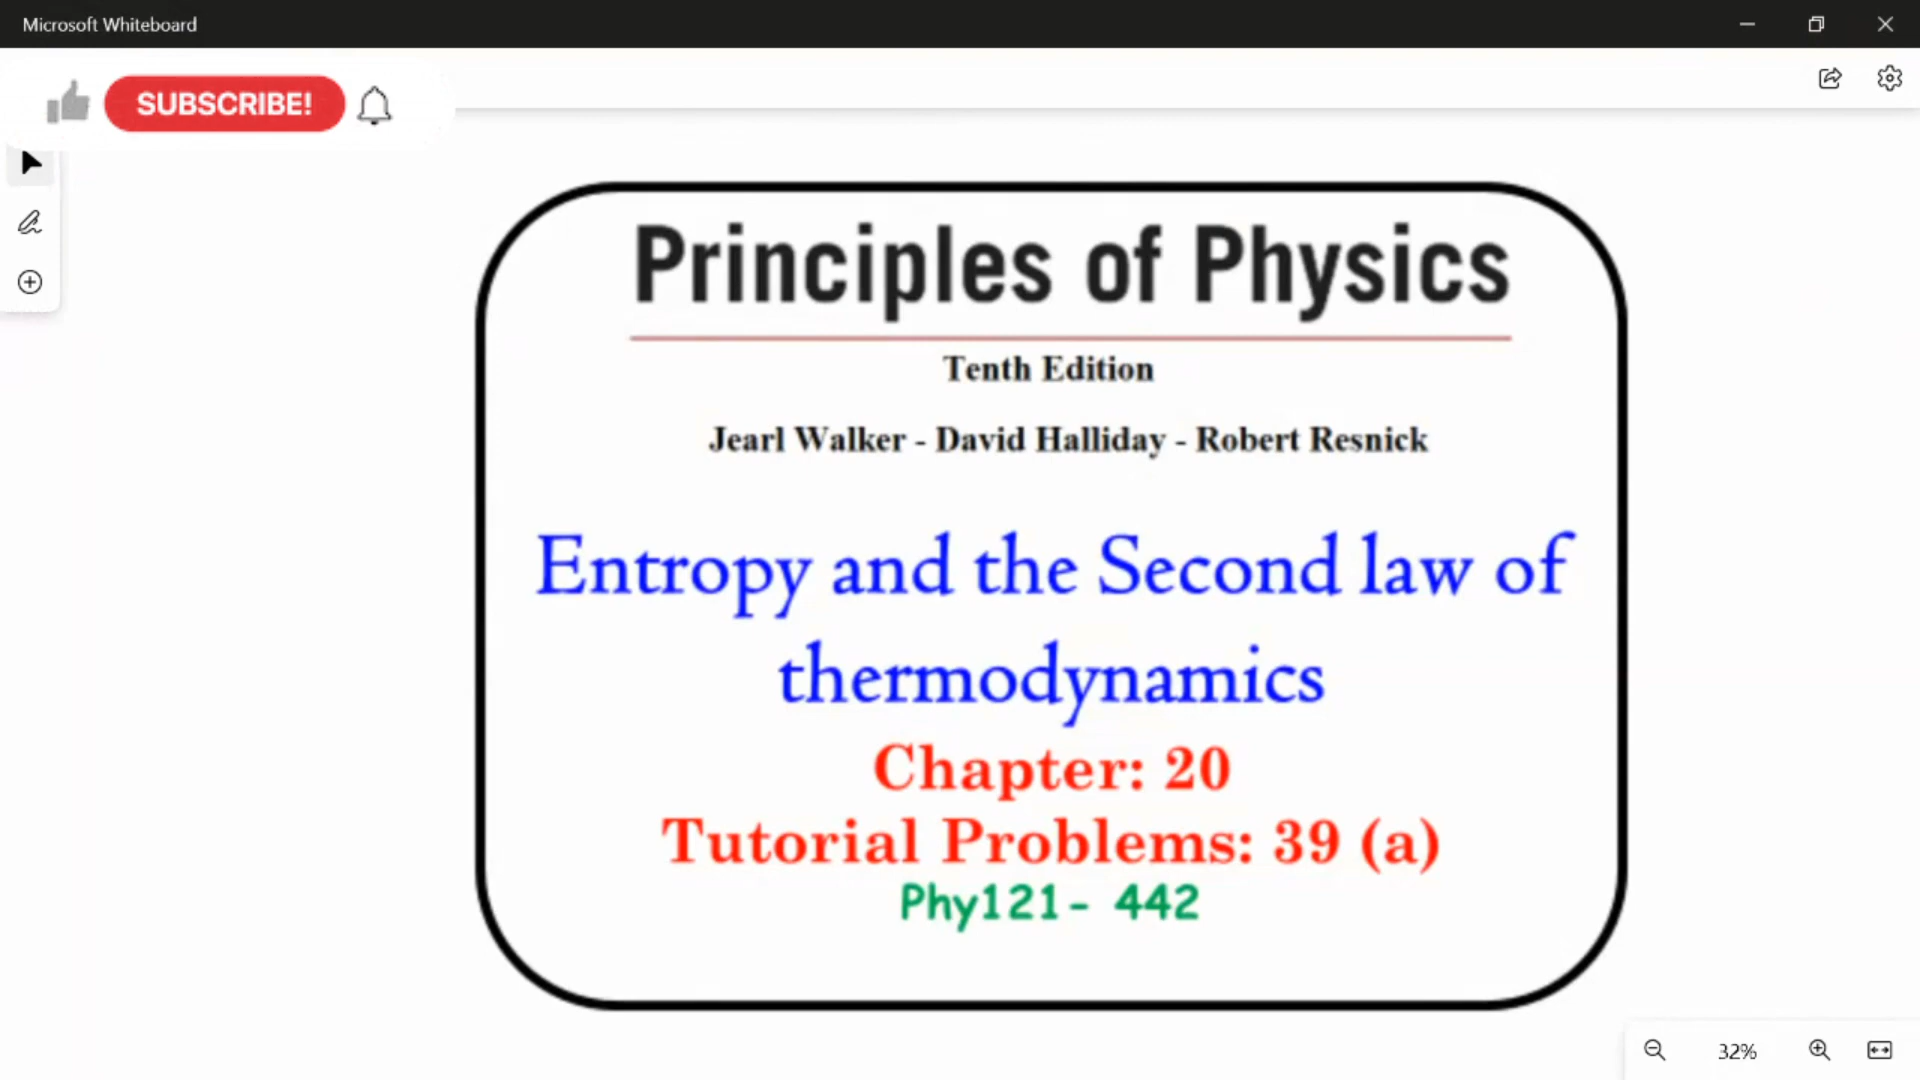 Microsoft Whiteboard
SUBSCRIBE!
Principles of Physics
Tenth Edition
Jearl Walker - David Halliday - Robert Resnick
Entropy and the Second law of
thermodynamics
Chapter: 20
Tutorial Problems: 39 (a)
Phy121- 442
32%